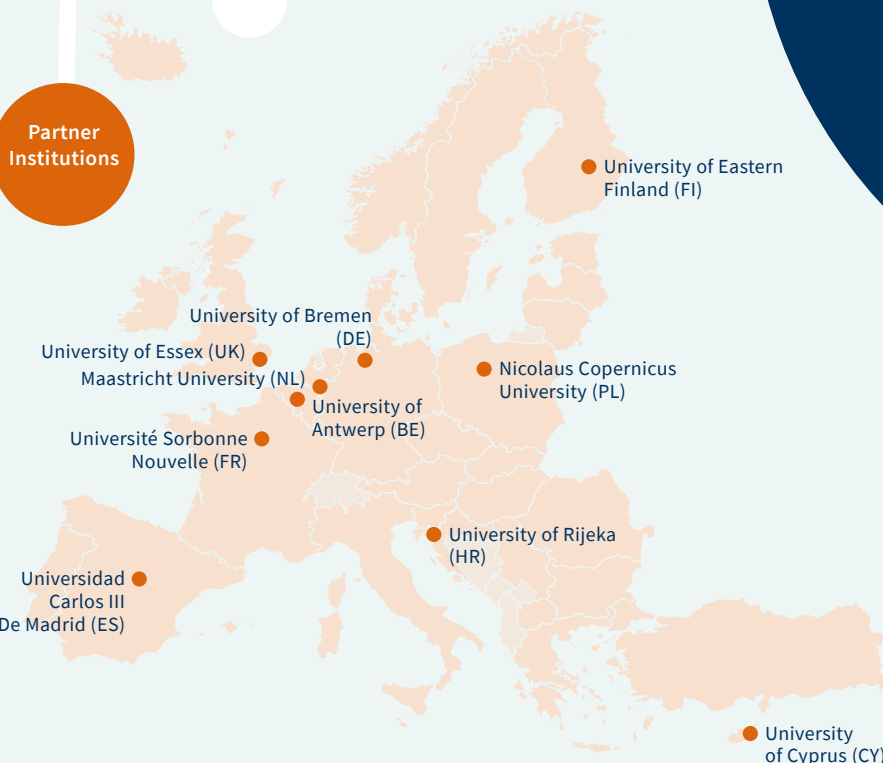 Partner
Institutions
University of Eastern
Finland (FI)
University of Bremen
(DE)
University of Essex (UK)
Maastricht University (NL)
Nicolaus Copernicus
University (PL)
University of
Antwerp (BE)
Université Sorbonne
Nouvelle (FR)
University of Rijeka
(HR)
Universidad
Carlos III
De Madrid (ES)
University
of Cyprus (CY)